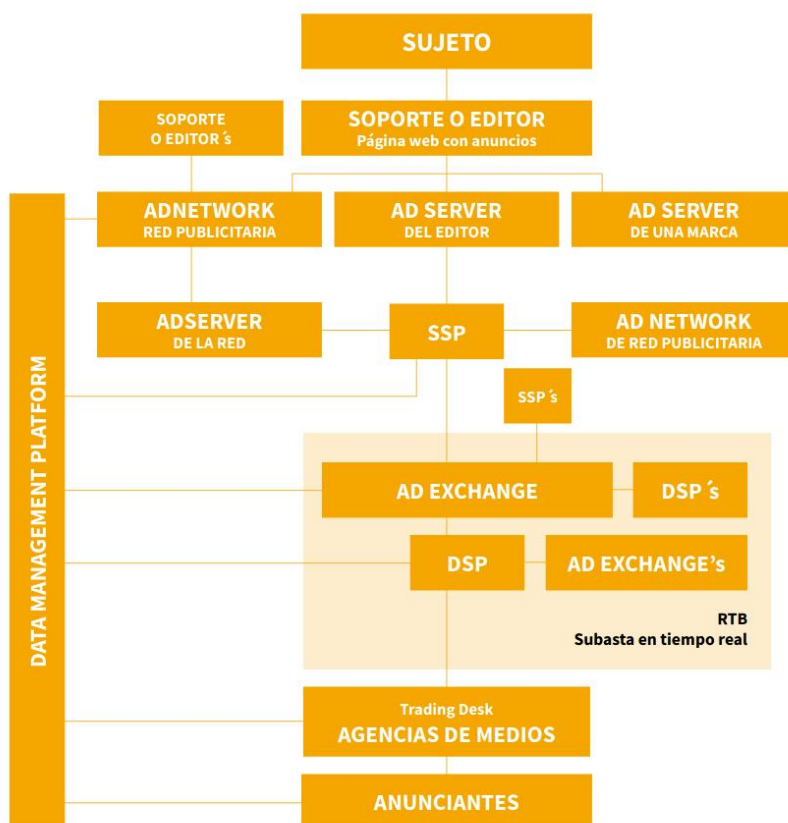 SUJETO
SOPORTE
O EDITOR´s
SOPORTE O EDITOR
Página web con anuncios
ADNETWORK
RED PUBLICITARIA
AD SERVER
DEL EDITOR
AD SERVER
DE UNA MARCA
ADSERVER
DE LA RED
SSP
AD NETWORK
DE RED PUBLICITARIA
SSP´s
DATA MANAGEMENT PLATFORM
AD EXCHANGE
DSP´s
DSP
AD EXCHANGE’s
RTB
Subasta en tiempo real
Trading Desk
AGENCIAS DE MEDIOS
ANUNCIANTES